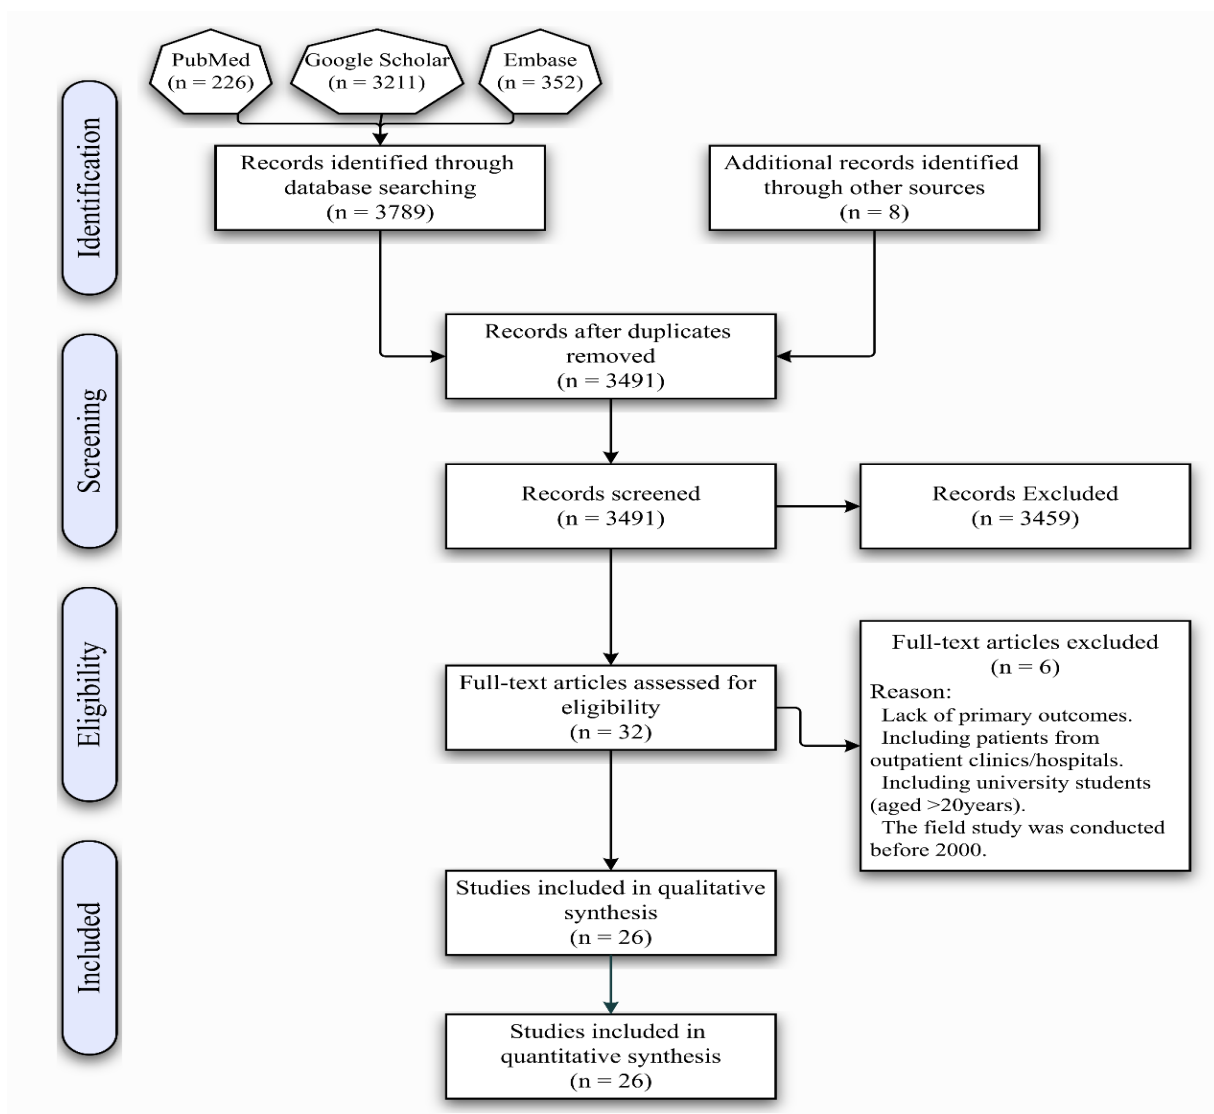 PubMed
(n = 226)
Google Scholar
(n = 3211)
Embase
(n = 352)
Identification
Records identified through
database searching
(n = 3789)
Additional records identified
through other sources
(n = 8)
Records after duplicates
removed
(n = 3491)
Screening
Records screened
(n = 3491)
Records Excluded
(n = 3459)
Eligibility
Full-text articles assessed for
eligibility
(n = 32)
Full-text articles excluded
(n = 6)
Reason:
Lack of primary outcomes.
Including patients from
outpatient clinics/hospitals.
Including university students
(aged >20years).
The field study was conducted
before 2000.
Included
Studies included in qualitative
synthesis
(n = 26)
Studies included in
quantitative synthesis
(n = 26)